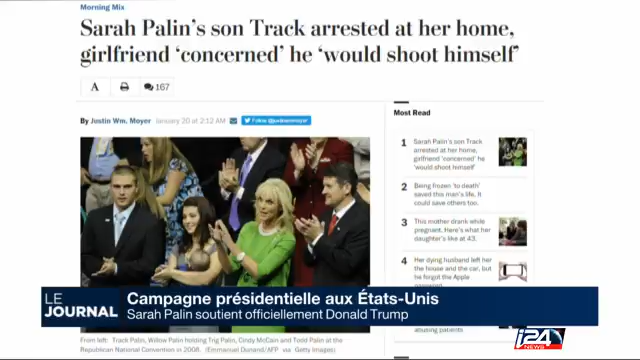 Morning Mix
Sarah Palin's son Track arrested at her home,
girlfriend 'concerned' he 'would shoot himself'
A
167
By Justin Wm. Moyer January 20 at 2:12 AM Follow @justinwmoyer
Most Read
1 Sarah Palin's son Track
arrested at her home,
girlfriend 'concerned' he
'would shoot himself'
2 Being frozen 'to death'
saved this man's life. It
could save others too.
3 This mother drank while
pregnant. Here's what her
daughter's like at 43.
4 Her dying husband left her
the house and the car, but
he forgot the Apple
abusing patients
LE
JOURNAL
Campagne présidentielle aux États-Unis
Sarah Palin soutient officiellement Donald Trump
i24
NEWS
From left: Track Palin, Willow Palin holding Trig Palin, Cindy McCain and Todd Palin at the
Republican National Convention in 2008. (Emmanuel Dunand/AFP via Getty Images)